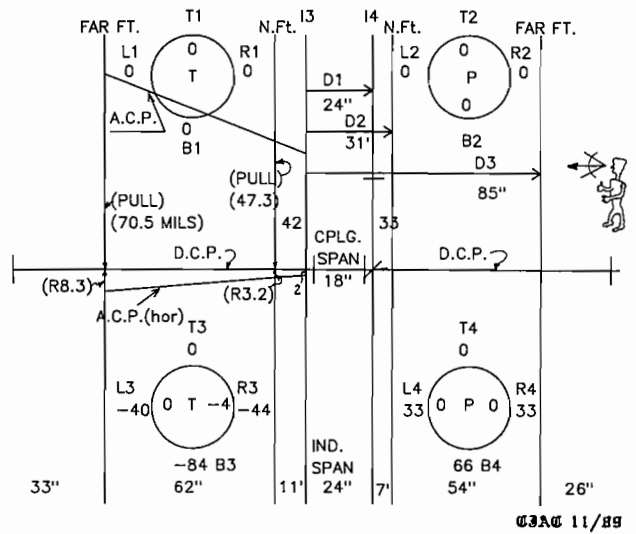 T1 I3 I4 T2
FAR FT. N.Ft. N.Ft. FAR FT.
L1 0 R1 L2 0 R2
0 T 0 0 P 0
A.C.P. 0 0
B1 B2
D1
24"
D2
31'
D3
85"
(PULL)
(47.3)
(PULL)
(70.5 MILS)
42 33
CPLG.
SPAN
18"
D.C.P. D.C.P.
(R8.3) (R3.2) 2
A.C.P.(hor)
T3 T4
0 0
L3 R3 L4 R4
-40 0 T -4 -44 33 0 P 0 33
-84 B3 66 B4
IND.
SPAN
33" 62" 11' 24" 7' 54" 26"
CJAC 11/89